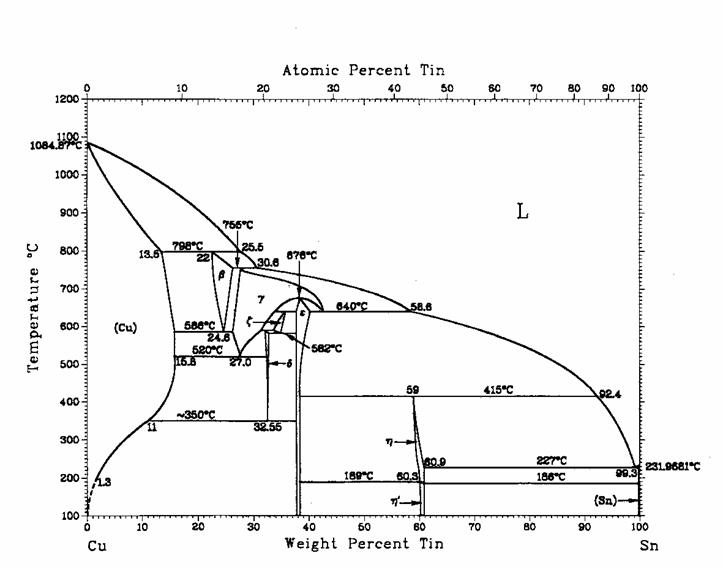 Atomic Percent Tin
0 10 20 30 40 50 60 70 80 90 100
1200
1100
1084.87°C
1000
900
L
755°C
800
798°C
25.5
13.5
22
30.6
676°C
β
700
γ
ε
640°C
58.6
600
ζ
(Cu)
586°C
24.6
582°C
520°C
500
15.8
27.0
δ
59
415°C
92.4
400
~350°C
11
32.55
300
η
60.9
227°C
231.9681°C
99.3
200
1.3
189°C
60.3
186°C
η'
(Sn)
100
0 10 20 30 40 50 60 70 80 90 100
Cu
Weight Percent Tin
Sn
Temperature °C